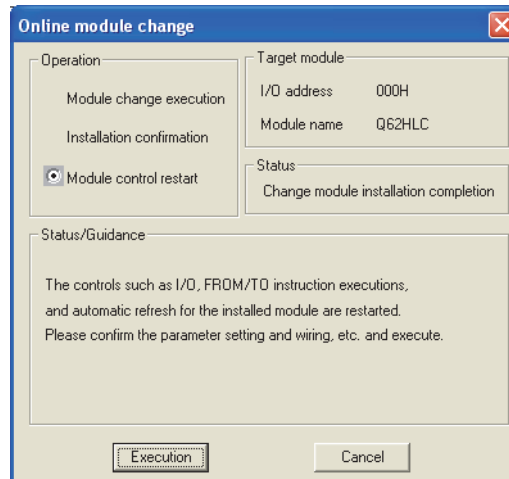 Online module change
Operation
Module change execution
Installation confirmation
Module control restart
Target module
I/O address 000H
Module name Q62HLC
Status
Change module installation completion
Status/Guidance
The controls such as I/O, FROM/TO instruction executions,
and automatic refresh for the installed module are restarted.
Please confirm the parameter setting and wiring, etc. and execute.
Execution
Cancel